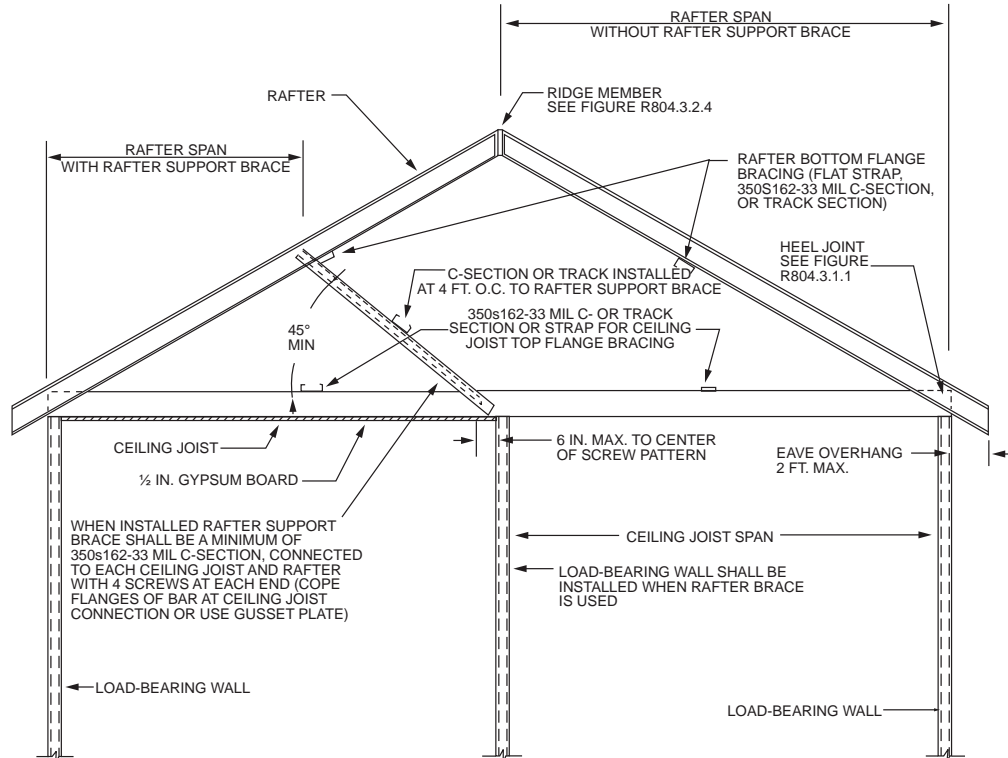 RAFTER SPAN
WITHOUT RAFTER SUPPORT BRACE
RAFTER
RIDGE MEMBER
SEE FIGURE R804.3.2.4
RAFTER SPAN
WITH RAFTER SUPPORT BRACE
RAFTER BOTTOM FLANGE
BRACING (FLAT STRAP,
350S162-33 MIL C-SECTION,
OR TRACK SECTION)
HEEL JOINT
SEE FIGURE
R804.3.1.1
C-SECTION OR TRACK INSTALLED
AT 4 FT. O.C. TO RAFTER SUPPORT BRACE
350s162-33 MIL C- OR TRACK
SECTION OR STRAP FOR CEILING
JOIST TOP FLANGE BRACING
45°
MIN
CEILING JOIST
½ IN. GYPSUM BOARD
6 IN. MAX. TO CENTER
OF SCREW PATTERN
EAVE OVERHANG
2 FT. MAX.
WHEN INSTALLED RAFTER SUPPORT
BRACE SHALL BE A MINIMUM OF
350s162-33 MIL C-SECTION, CONNECTED
TO EACH CEILING JOIST AND RAFTER
WITH 4 SCREWS AT EACH END (COPE
FLANGES OF BAR AT CEILING JOIST
CONNECTION OR USE GUSSET PLATE)
CEILING JOIST SPAN
LOAD-BEARING WALL SHALL BE
INSTALLED WHEN RAFTER BRACE
IS USED
LOAD-BEARING WALL
LOAD-BEARING WALL